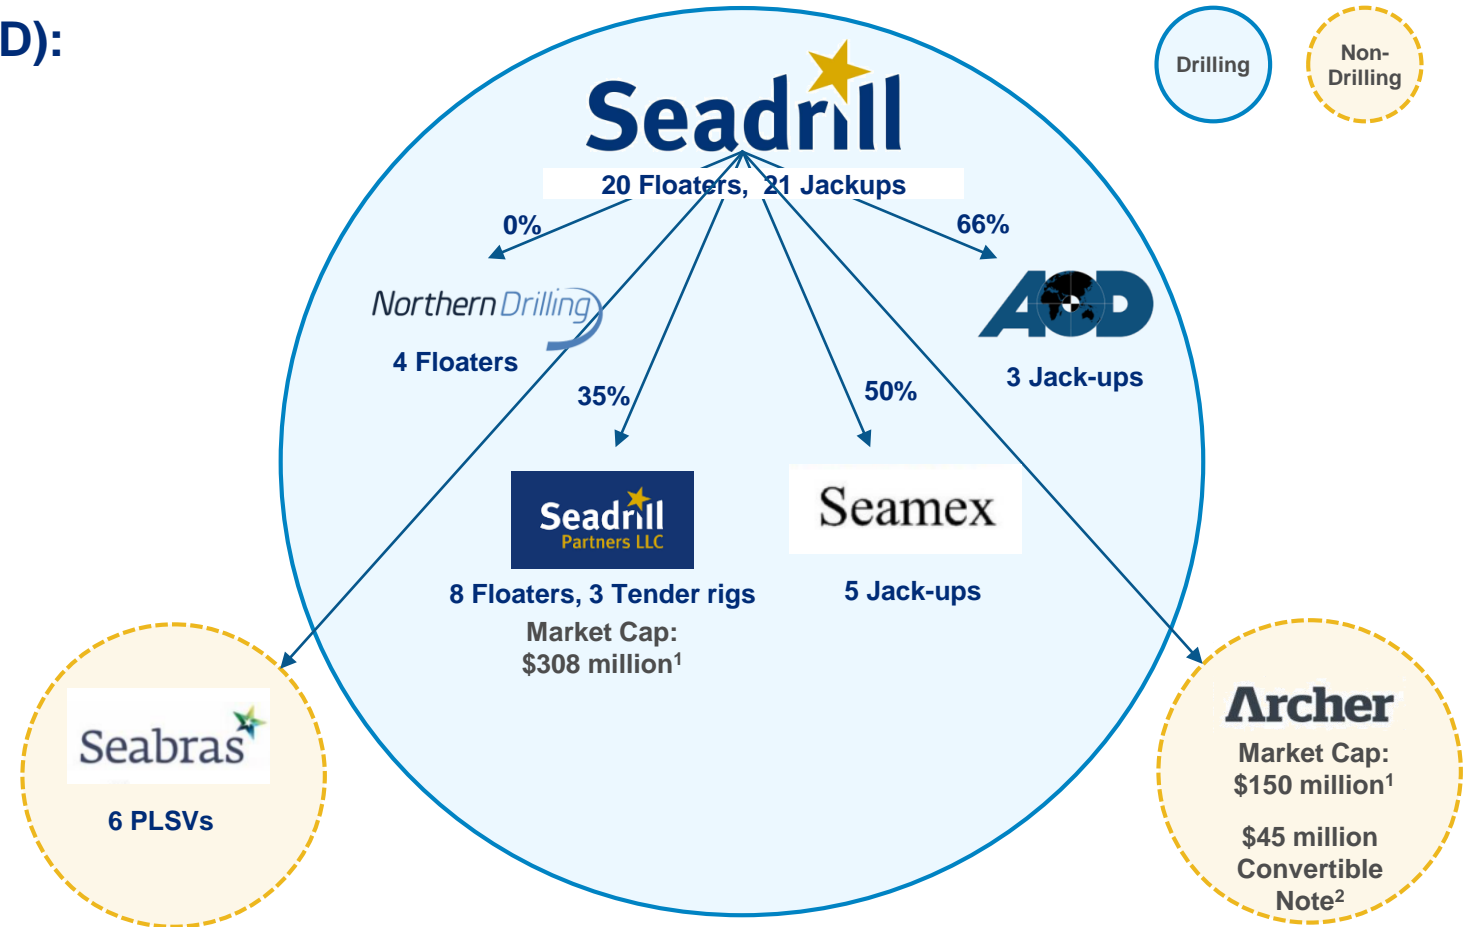 D):
Drilling
Non-
Drilling
Seadrill
20 Floaters,  21 Jackups
0%
66%
Northern Drilling
AOD
4 Floaters
3 Jack-ups
35%
50%
Seadrill
Partners LLC
Seamex
8 Floaters, 3 Tender rigs
5 Jack-ups
Market Cap:
$308 million¹
Seabras
6 PLSVs
Archer
Market Cap:
$150 million¹
$45 million
Convertible
Note²